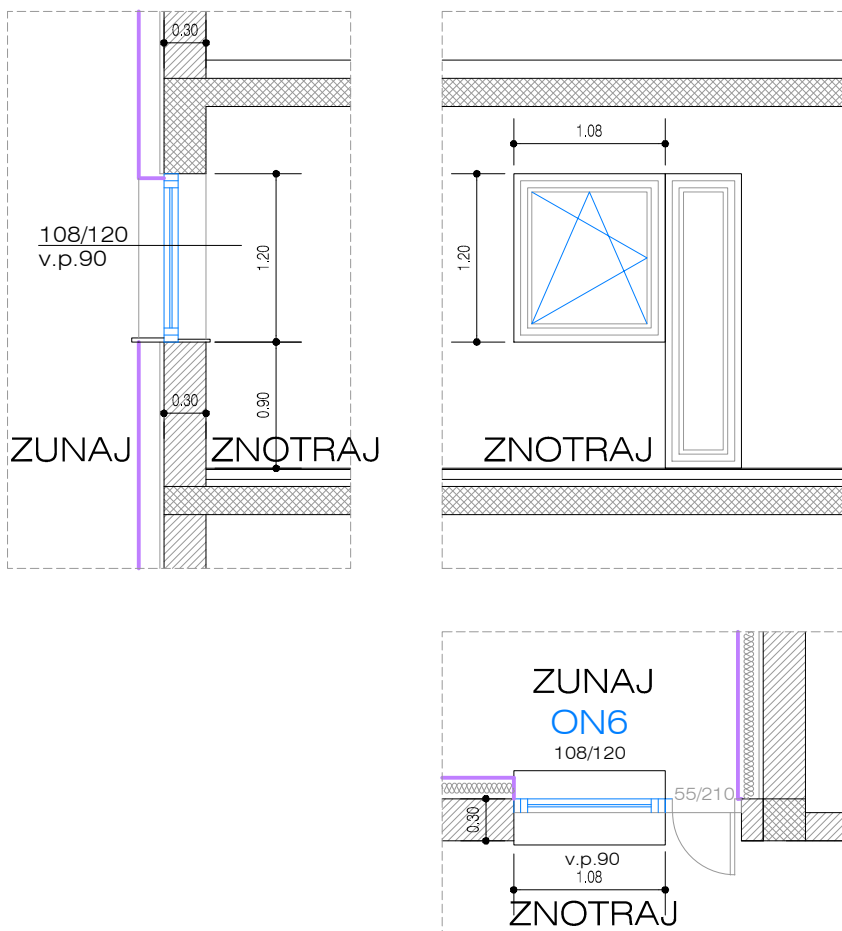 0.30
108/120
v.p.90
1.20
0.30
0.90
ZUNAJ
ZNOTRAJ
1.08
1.20
ZNOTRAJ
ZUNAJ
ON6
108/120
55/210
0.30
v.p.90
1.08
ZNOTRAJ